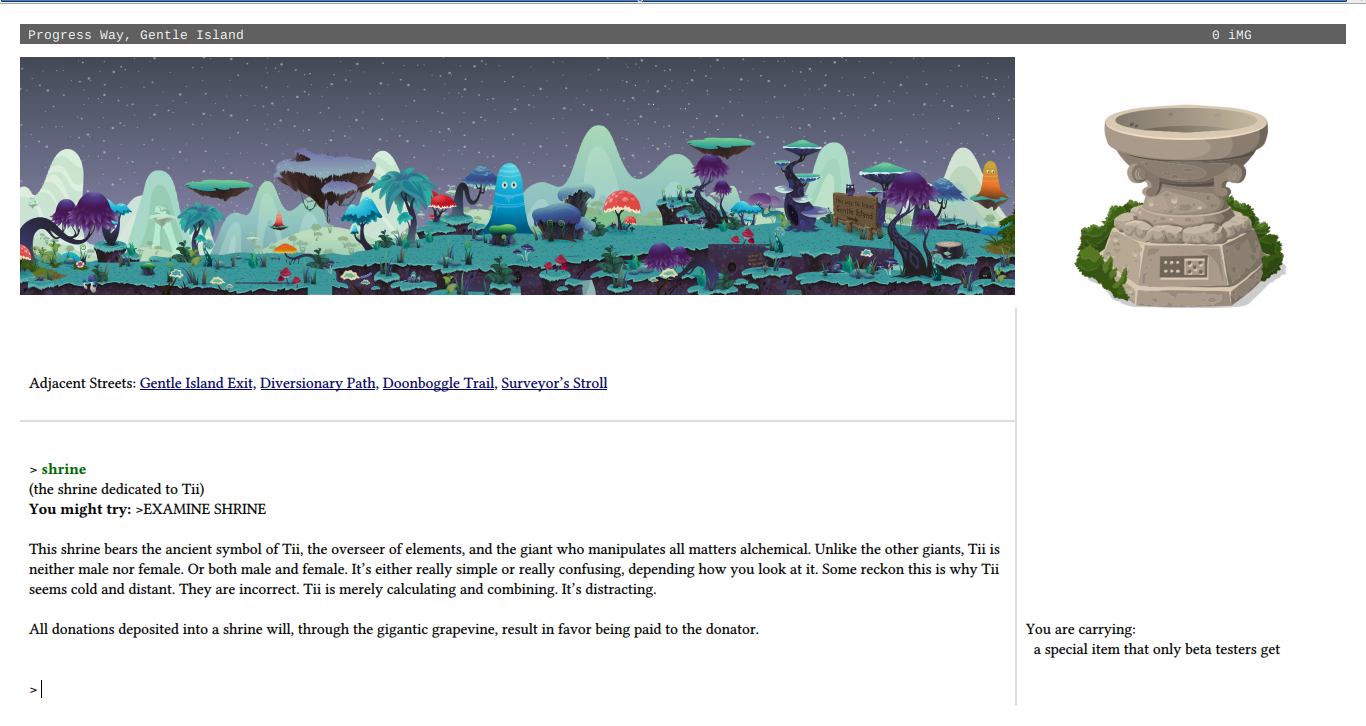 Progress Way, Gentle Island
0 iMG
Gentle Island
Adjacent Streets: Gentle Island Exit, Diversionary Path, Doonboggle Trail, Surveyor’s Stroll
> shrine
(the shrine dedicated to Tii)
You might try: >EXAMINE SHRINE
This shrine bears the ancient symbol of Tii, the overseer of elements, and the giant who manipulates all matters alchemical. Unlike the other giants, Tii is
neither male nor female. Or both male and female. It’s either really simple or really confusing, depending how you look at it. Some reckon this is why Tii
seems cold and distant. They are incorrect. Tii is merely calculating and combining. It’s distracting.
All donations deposited into a shrine will, through the gigantic grapevine, result in favor being paid to the donator.
>
You are carrying:
a special item that only beta testers get